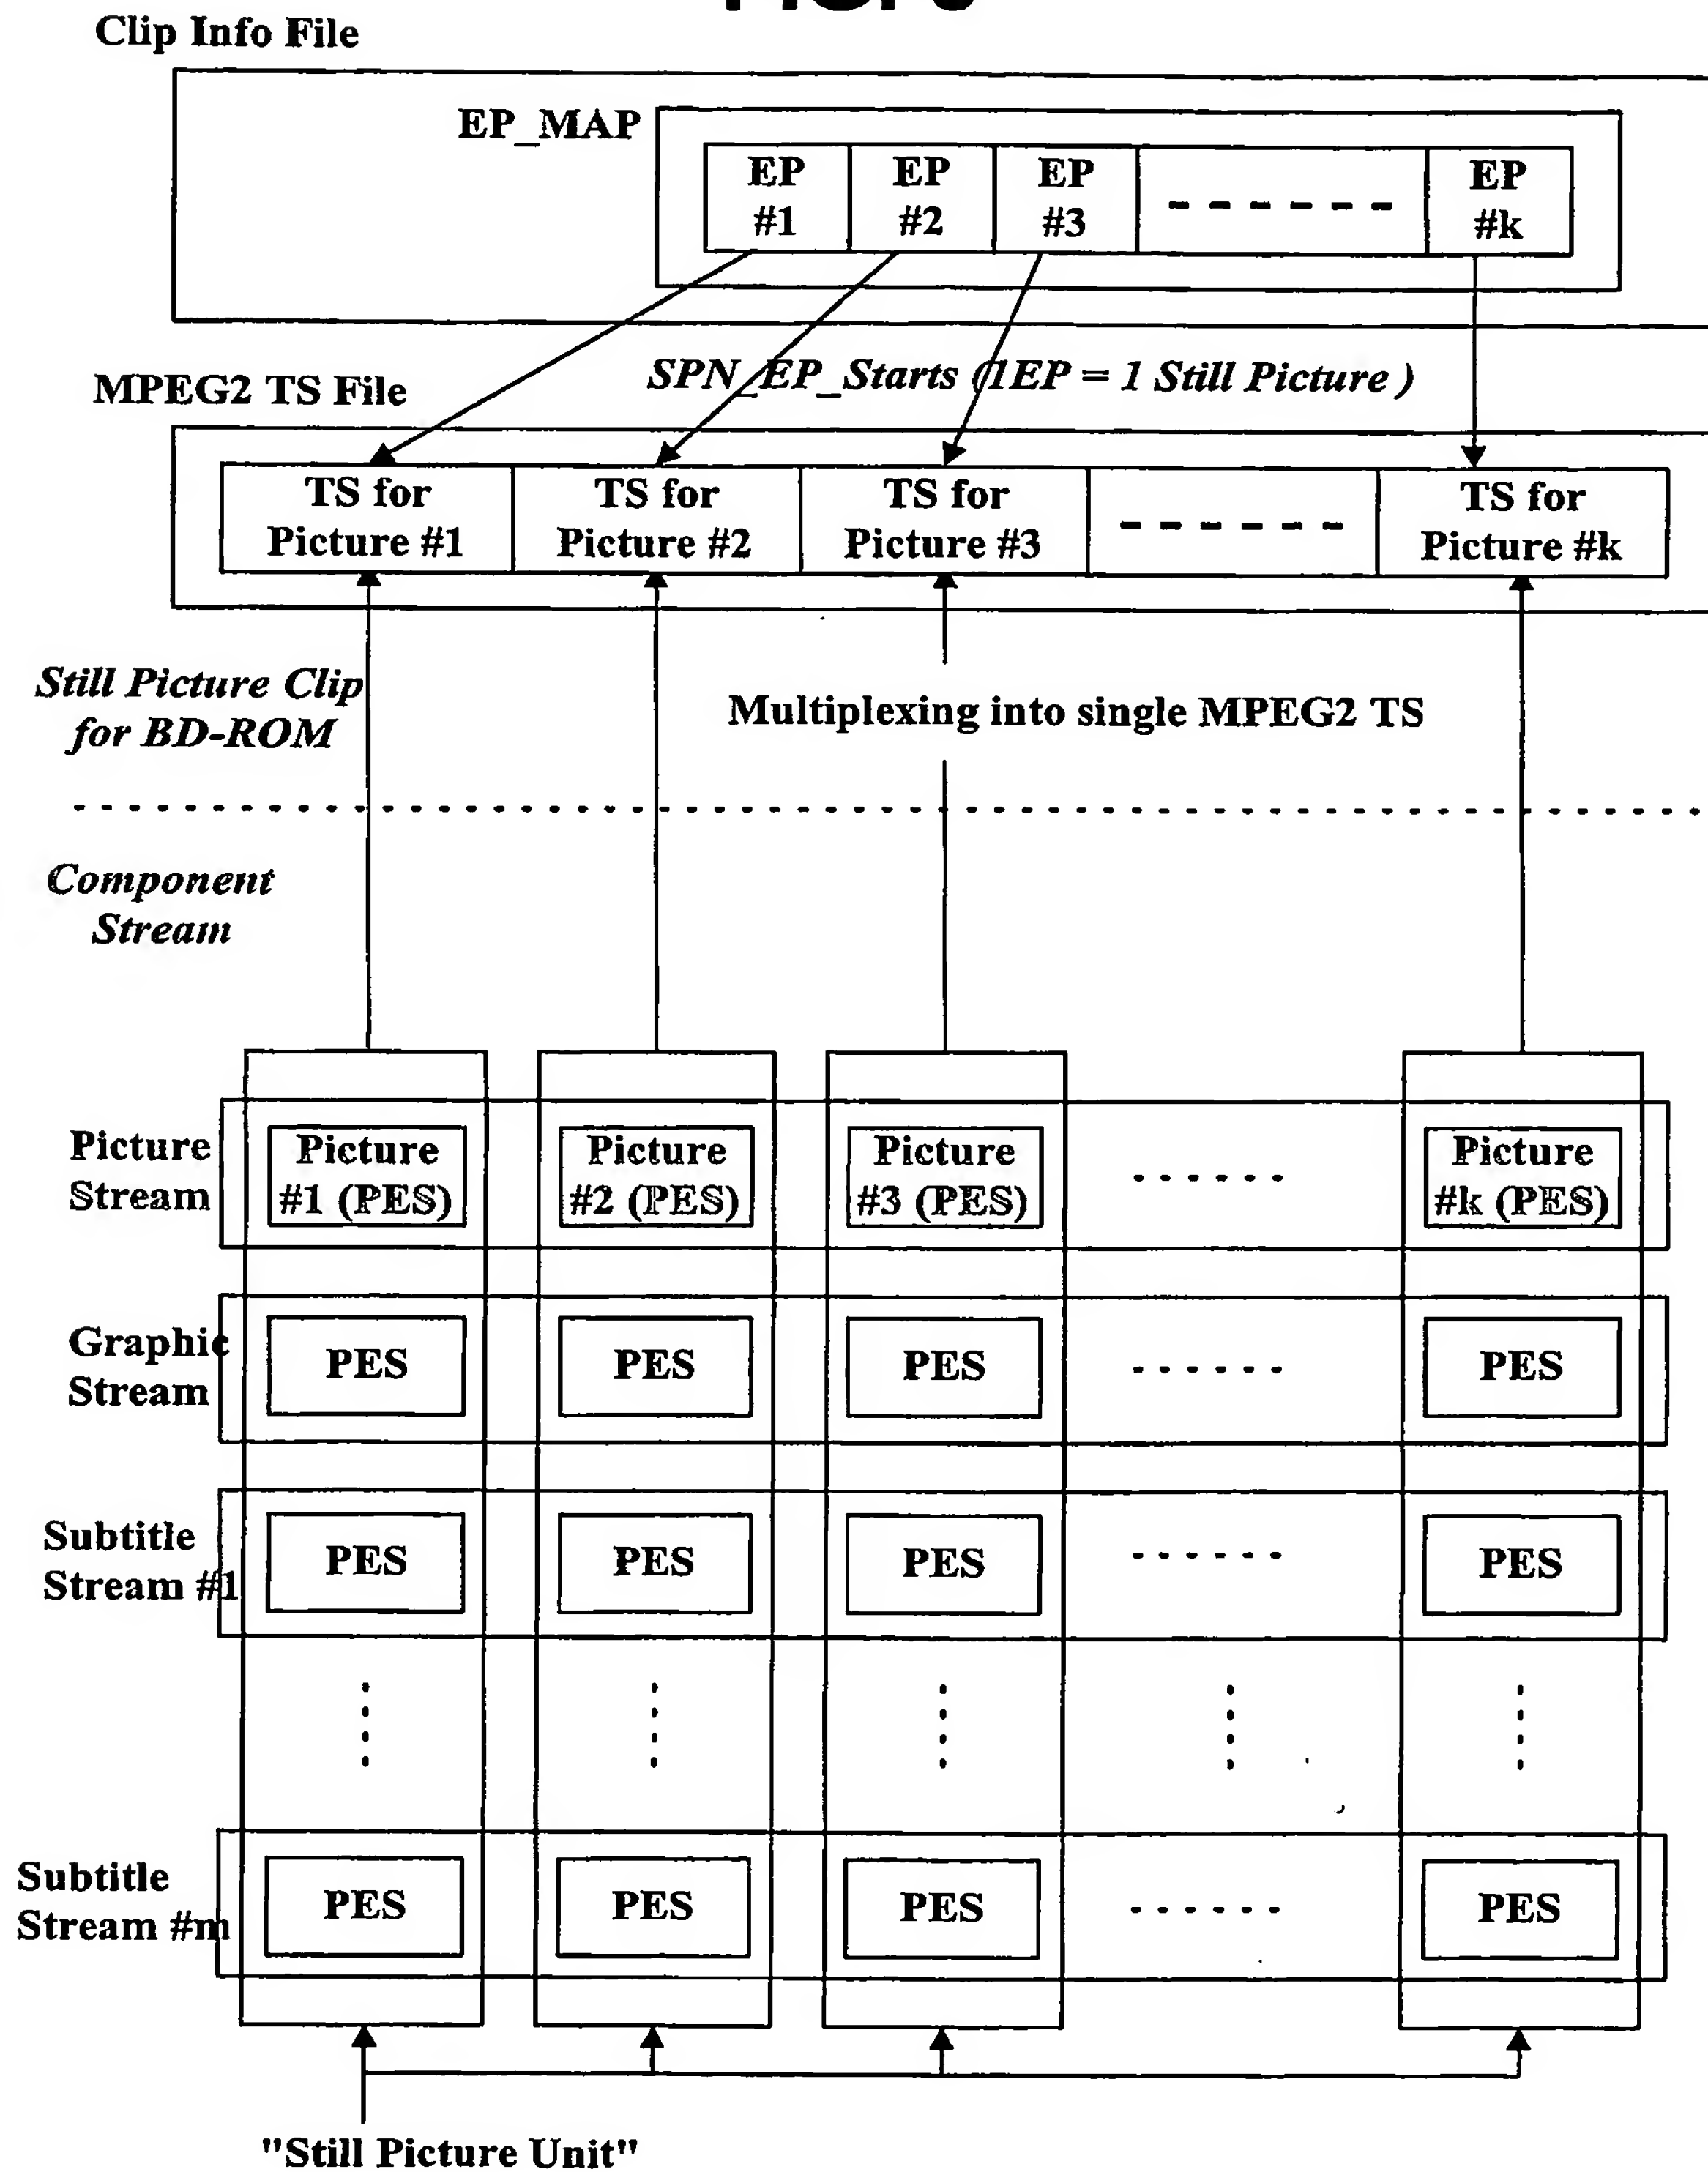 Clip Info File
EP_MAP
EP #1
EP #2
EP #3
EP #k
SPN_EP_Starts (1EP = 1 Still Picture )
MPEG2 TS File
TS for Picture #1
TS for Picture #2
TS for Picture #3
TS for Picture #k
Still Picture Clip
for BD-ROM
Multiplexing into single MPEG2 TS
Component
Stream
Picture
Stream
Picture #1 (PES)
Picture #2 (PES)
Picture #3 (PES)
Picture #k (PES)
Graphic
Stream
PES
PES
PES
PES
Subtitle
Stream #1
PES
PES
PES
PES
Subtitle
Stream #m
PES
PES
PES
PES
"Still Picture Unit"